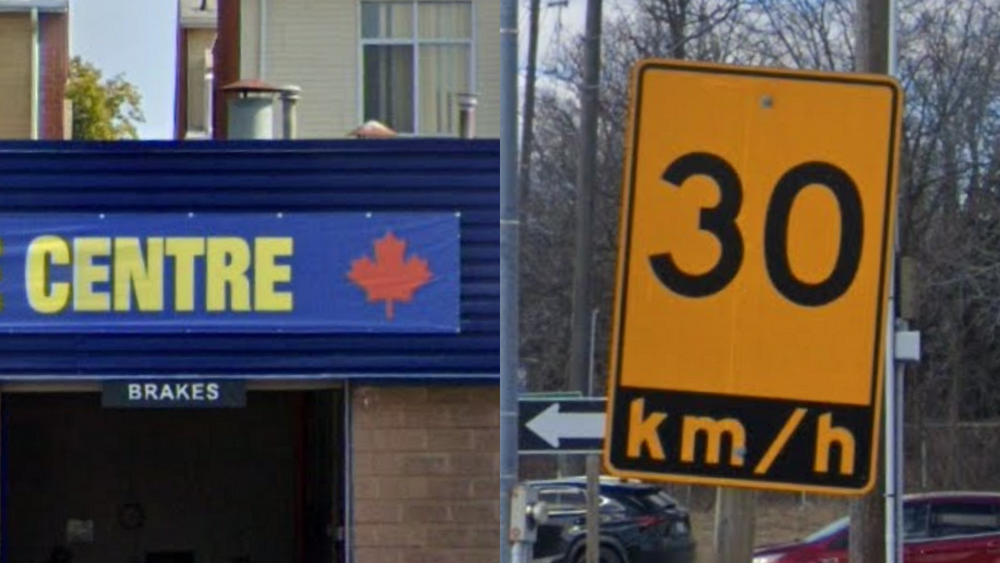 CENTRE
BRAKES
30
km/h